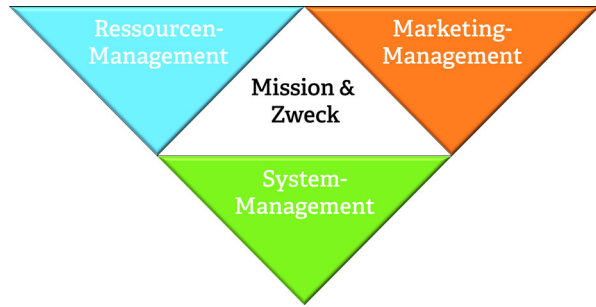 Ressourcen-
Management
Marketing-
Management
Mission &
Zweck
System-
Management